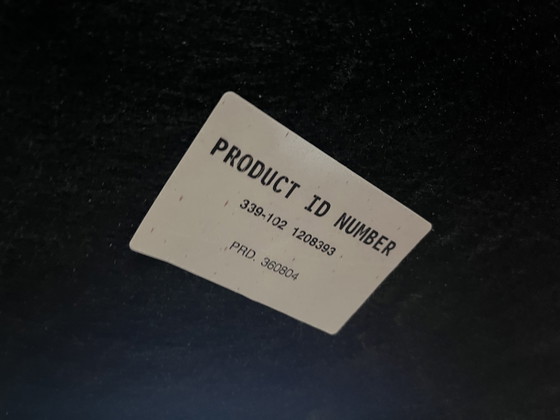 PRODUCT ID NUMBER
339-102 1208393
PRD. 360804